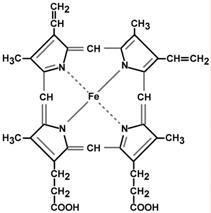 CH₂
CH CH₃
H₃C CH CH=CH₂
N N
CH Fe CH
N N
H₃C CH CH₃
CH₂ CH₂
CH₂ CH₂
COOH COOH